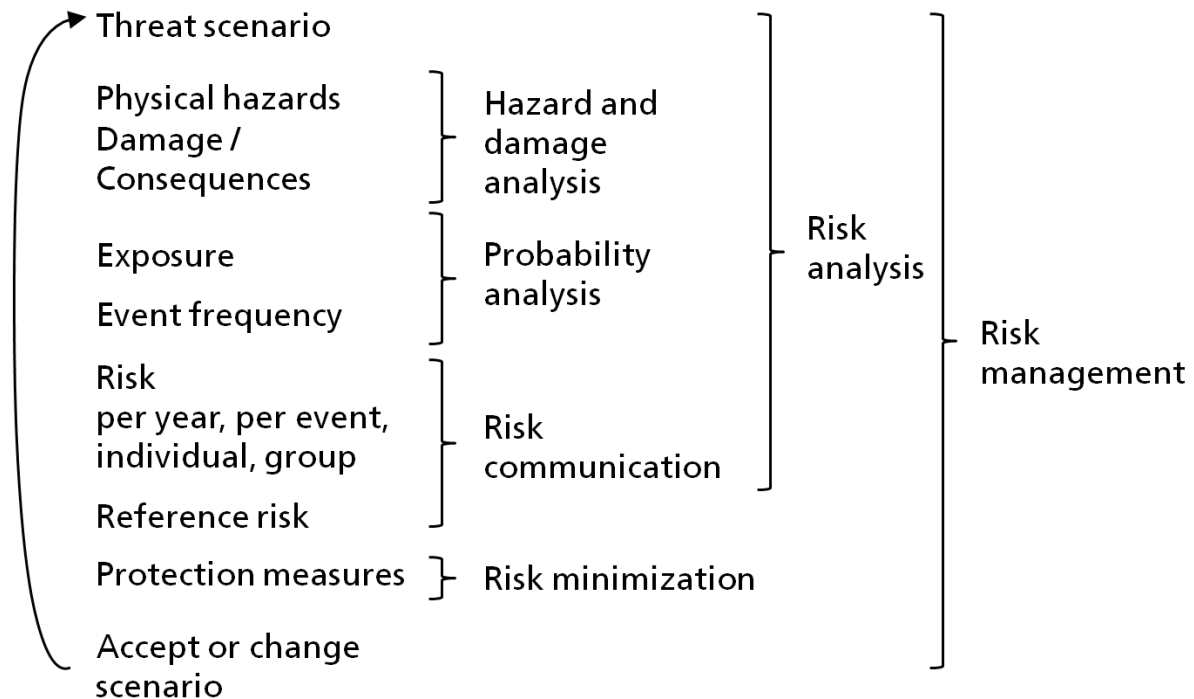 Threat scenario
Physical hazards
Damage /
Consequences
Hazard and
damage
analysis
Exposure
Event frequency
Probability
analysis
Risk
per year, per event,
individual, group
Reference risk
Risk
communication
Risk
analysis
Protection measures
Risk minimization
Accept or change
scenario
Risk
management